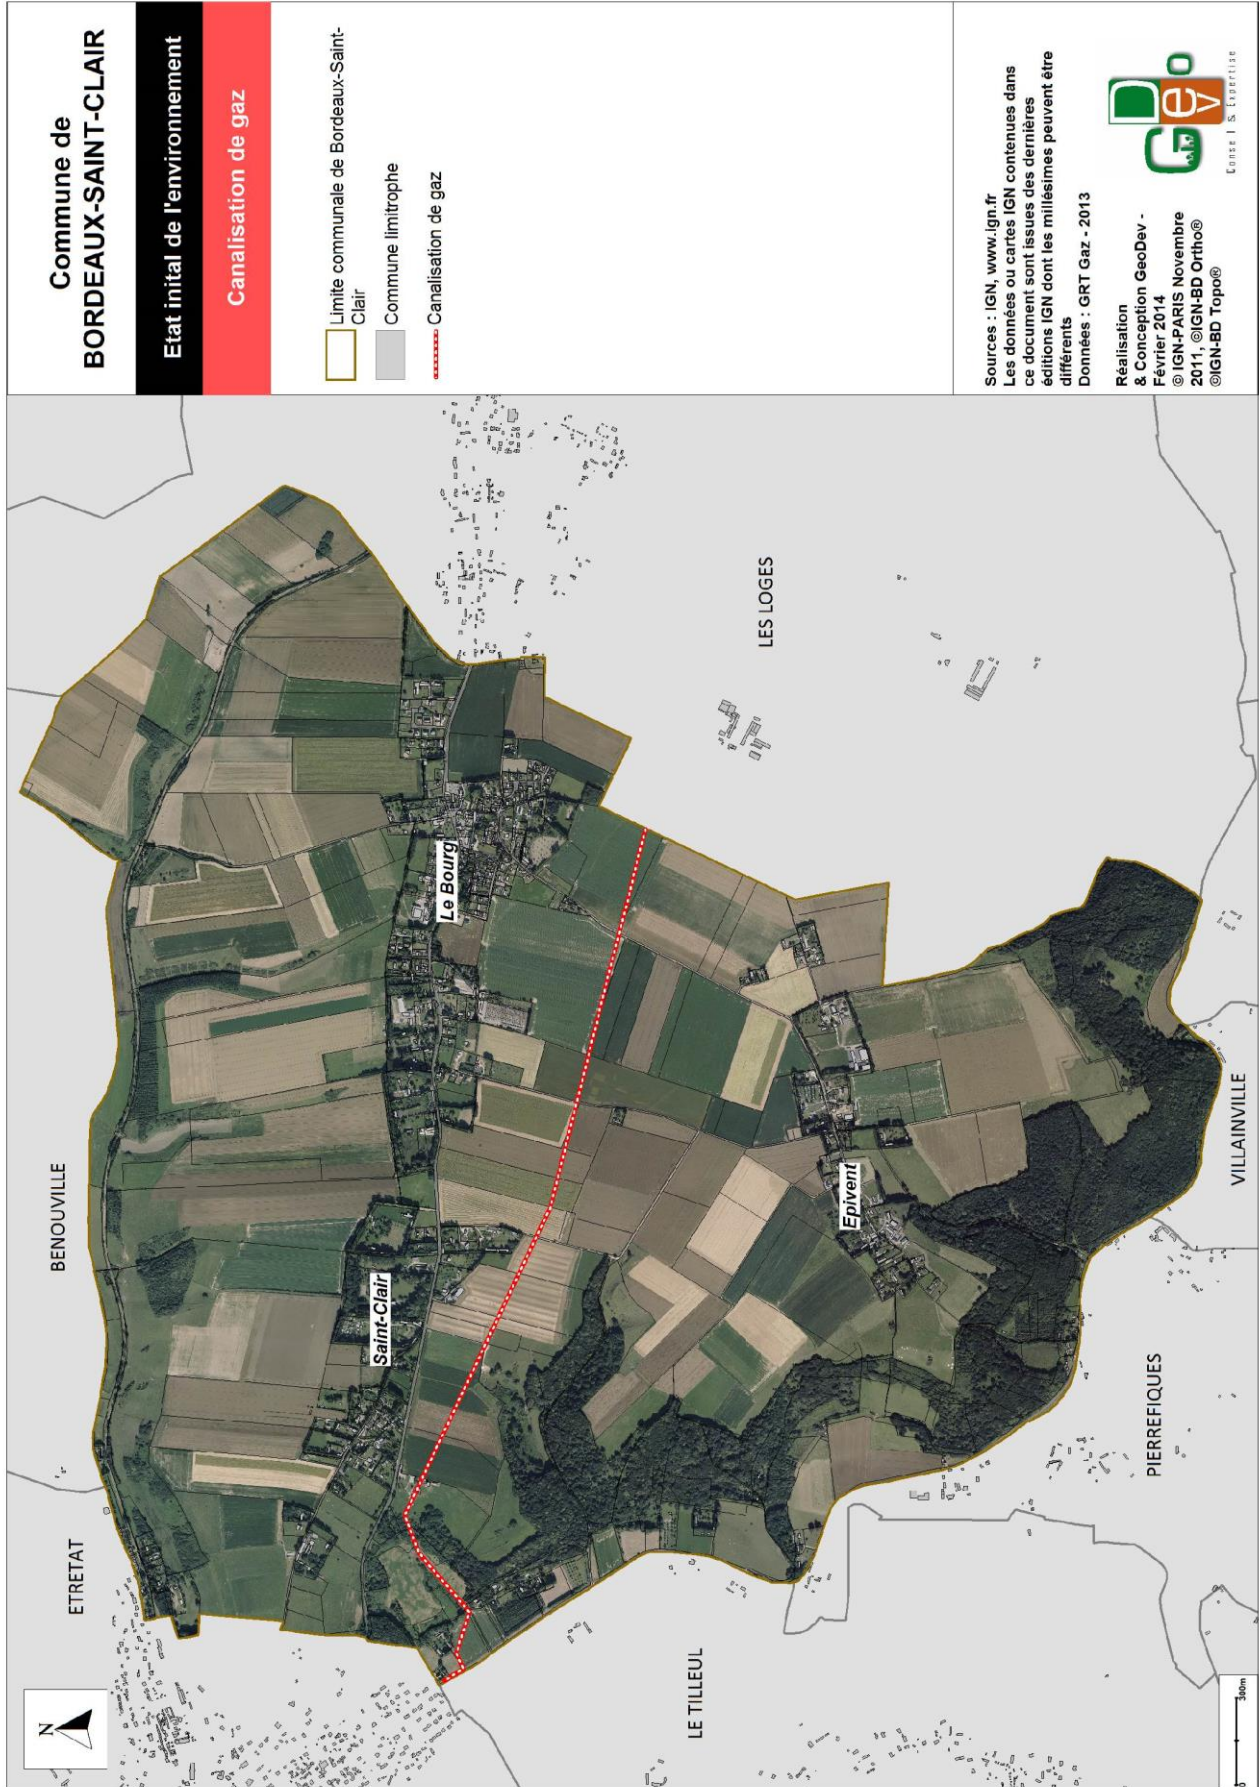 Commune de
BORDEAUX-SAINT-CLAIR
Etat inital de l'environnement
Canalisation de gaz
Limite communale de Bordeaux-Saint-
Clair
Commune limitrophe
Canalisation de gaz
Sources : IGN, www.ign.fr
Les données ou cartes IGN contenues dans
ce document sont issues des dernières
éditions IGN dont les millésimes peuvent être
différents
Données : GRT Gaz - 2013
Réalisation
& Conception GeoDev -
Février 2014
© IGN-PARIS Novembre
2011, ©IGN-BD Ortho®
©IGN-BD Topo®
GeoDev
Conseil & Expertise
N
ETRETAT
BENOUVILLE
Saint-Clair
Le Bourg
LES LOGES
Epivent
LE TILLEUL
PIERREFIQUES
VILLAINVILLE
300m